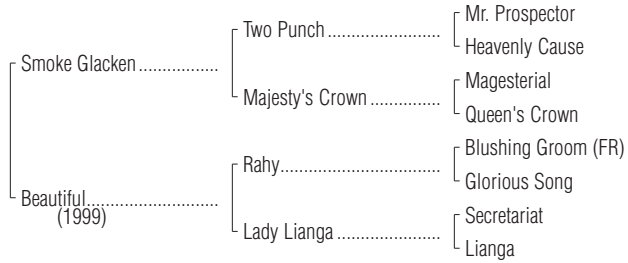 Mr. Prospector
Two Punch ..........................
Heavenly Cause
Smoke Glacken ..................
Magesterial
Majesty's Crown ................
Queen's Crown
Blushing Groom (FR)
Rahy.....................................
Glorious Song
Beautiful..............................
(1999)
Secretariat
Lady Lianga ........................
Lianga